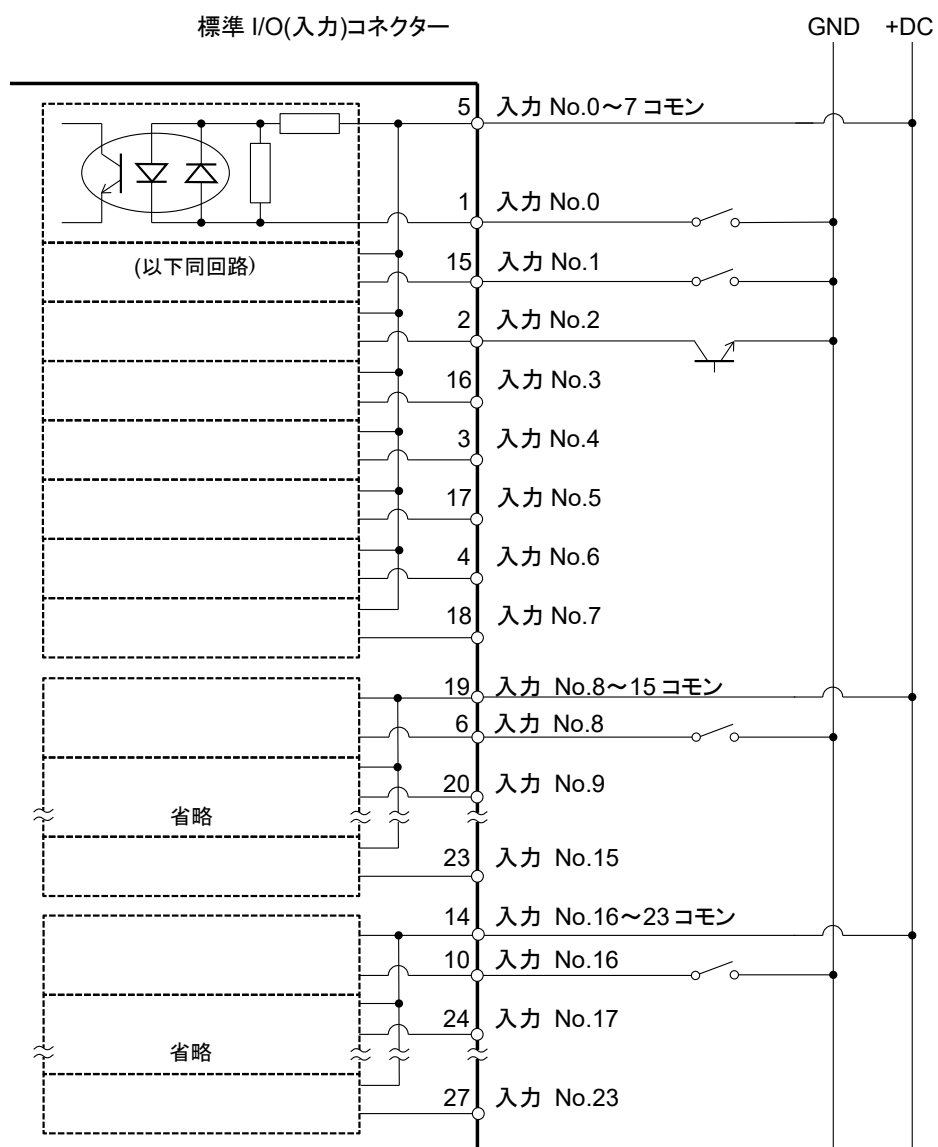 標準 I/O(入力)コネクター GND +DC
5 入力 No.0～7 コモン
1 入力 No.0
(以下同回路)
15 入力 No.1
2 入力 No.2
16 入力 No.3
3 入力 No.4
17 入力 No.5
4 入力 No.6
18 入力 No.7
19 入力 No.8～15 コモン
6 入力 No.8
20 入力 No.9
省略
23 入力 No.15
14 入力 No.16～23 コモン
10 入力 No.16
24 入力 No.17
省略
27 入力 No.23